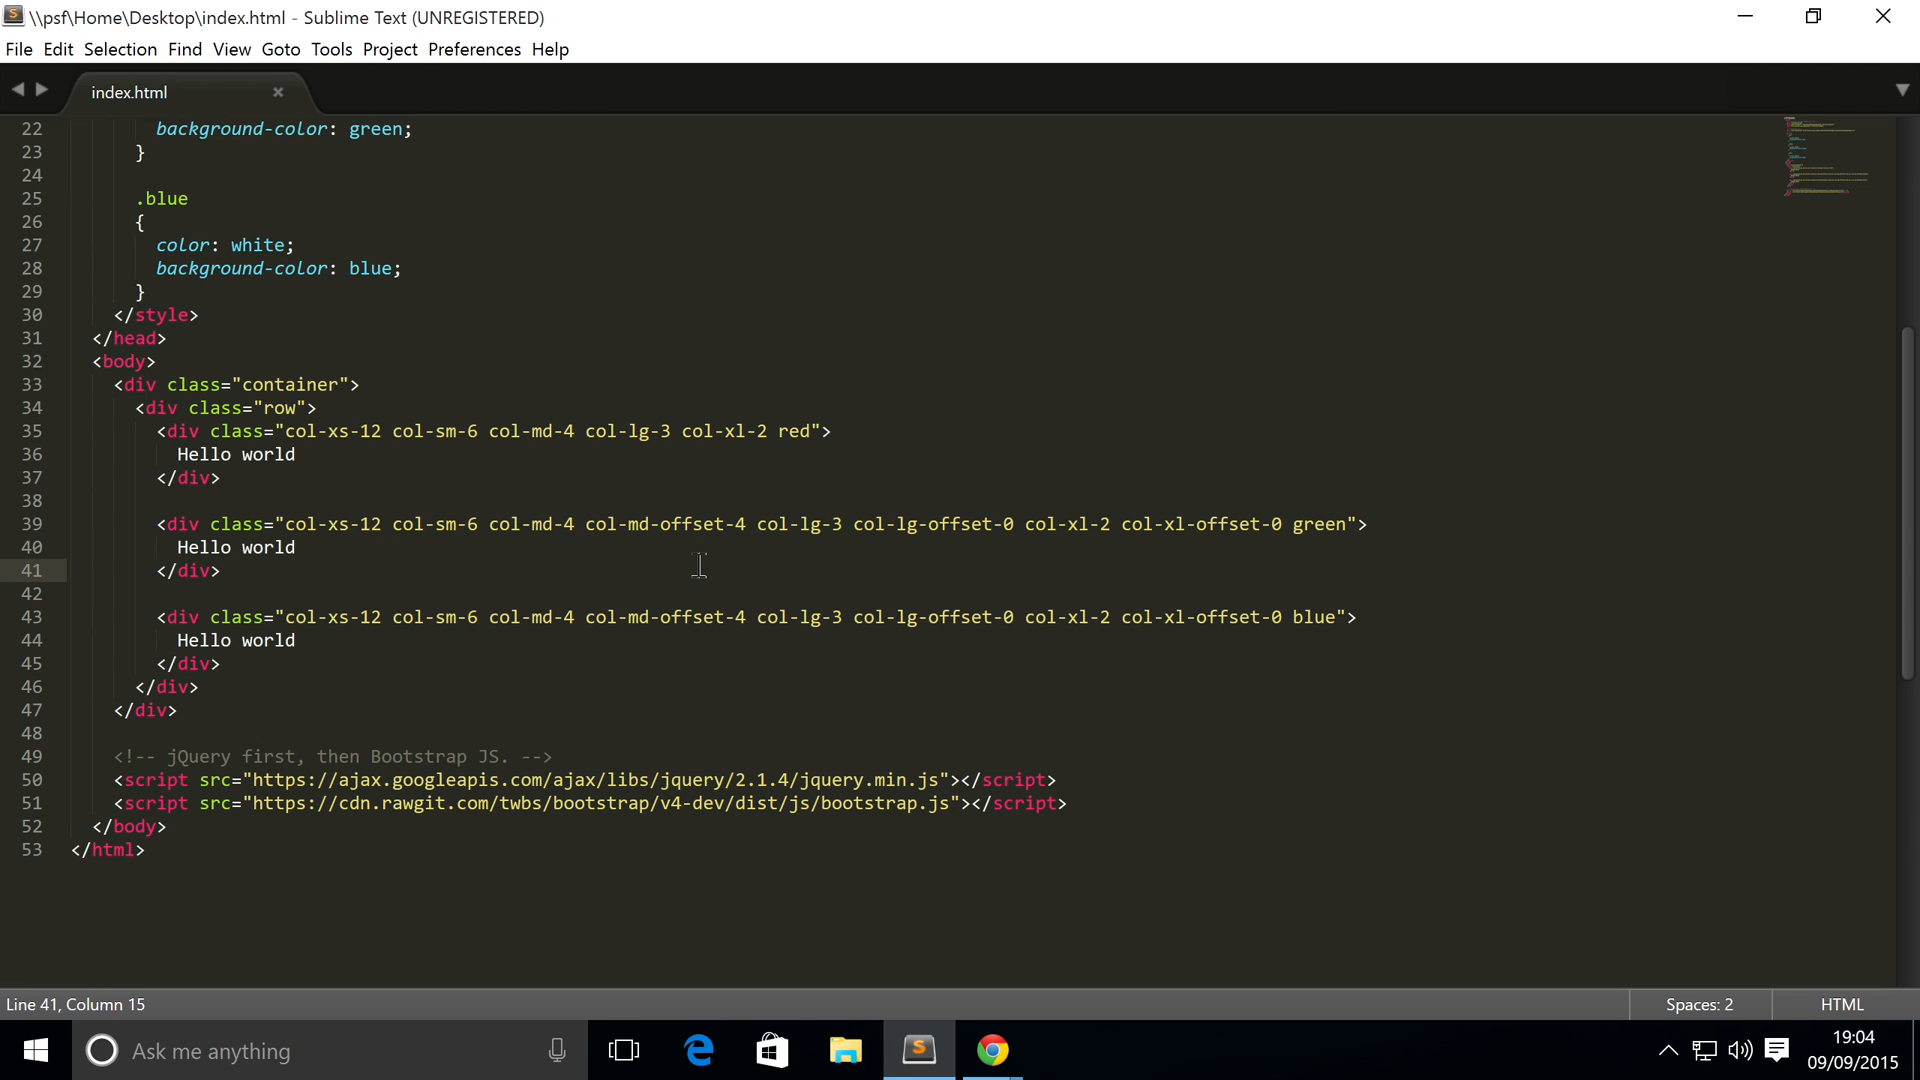 \\psf\Home\Desktop\index.html - Sublime Text (UNREGISTERED)
File Edit Selection Find View Goto Tools Project Preferences Help
index.html
22 background-color: green;
23 }
24
25 .blue
26 {
27 color: white;
28 background-color: blue;
29 }
30 </style>
31 </head>
32 <body>
33 <div class="container">
34 <div class="row">
35 <div class="col-xs-12 col-sm-6 col-md-4 col-lg-3 col-xl-2 red">
36 Hello world
37 </div>
38
39 <div class="col-xs-12 col-sm-6 col-md-4 col-md-offset-4 col-lg-3 col-lg-offset-0 col-xl-2 col-xl-offset-0 green">
40 Hello world
41 </div>
42
43 <div class="col-xs-12 col-sm-6 col-md-4 col-md-offset-4 col-lg-3 col-lg-offset-0 col-xl-2 col-xl-offset-0 blue">
44 Hello world
45 </div>
46 </div>
47 </div>
48
49 <!-- jQuery first, then Bootstrap JS. -->
50 <script src="https://ajax.googleapis.com/ajax/libs/jquery/2.1.4/jquery.min.js"></script>
51 <script src="https://cdn.rawgit.com/twbs/bootstrap/v4-dev/dist/js/bootstrap.js"></script>
52 </body>
53 </html>
Line 41, Column 15
Spaces: 2
HTML
Ask me anything
19:04
09/09/2015